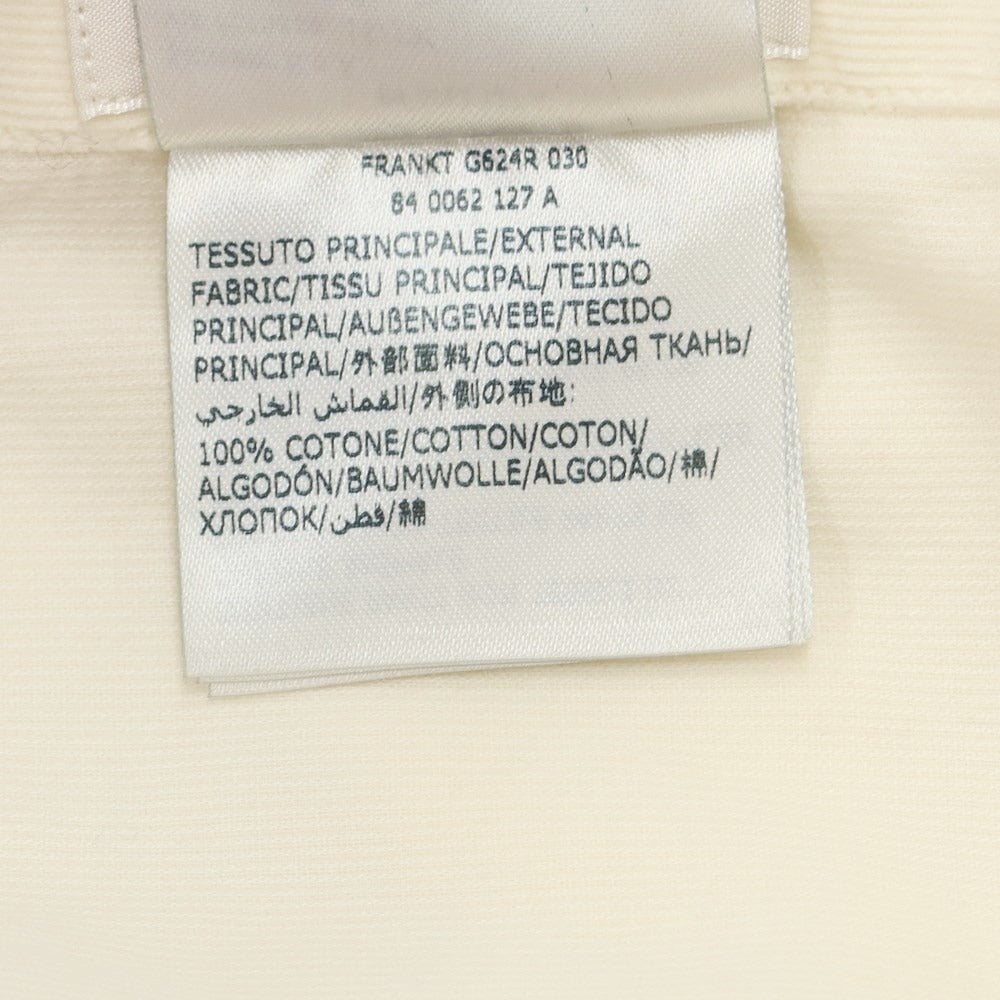 FRANKT G624R 030
84 0062 127 A
TESSUTO PRINCIPALE/EXTERNAL
FABRIC/TISSU PRINCIPAL/TEJIDO
PRINCIPAL/AUßENGEWEBE/TECIDO
PRINCIPAL/外部面料/ОСНОВНАЯ ТКАНЬ/
القماش الخارجي/外側の布地:
100% COTONE/COTTON/COTON/
ALGODÓN/BAUMWOLLE/ALGODÃO/棉/
ХЛОПОК/قطن/綿